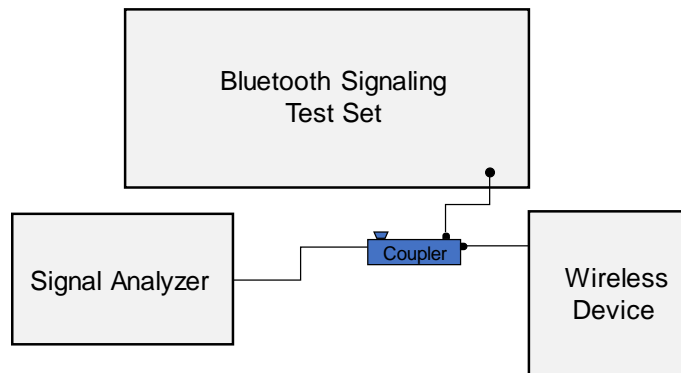 Bluetooth Signaling
Test Set
Coupler
Signal Analyzer
Wireless
Device